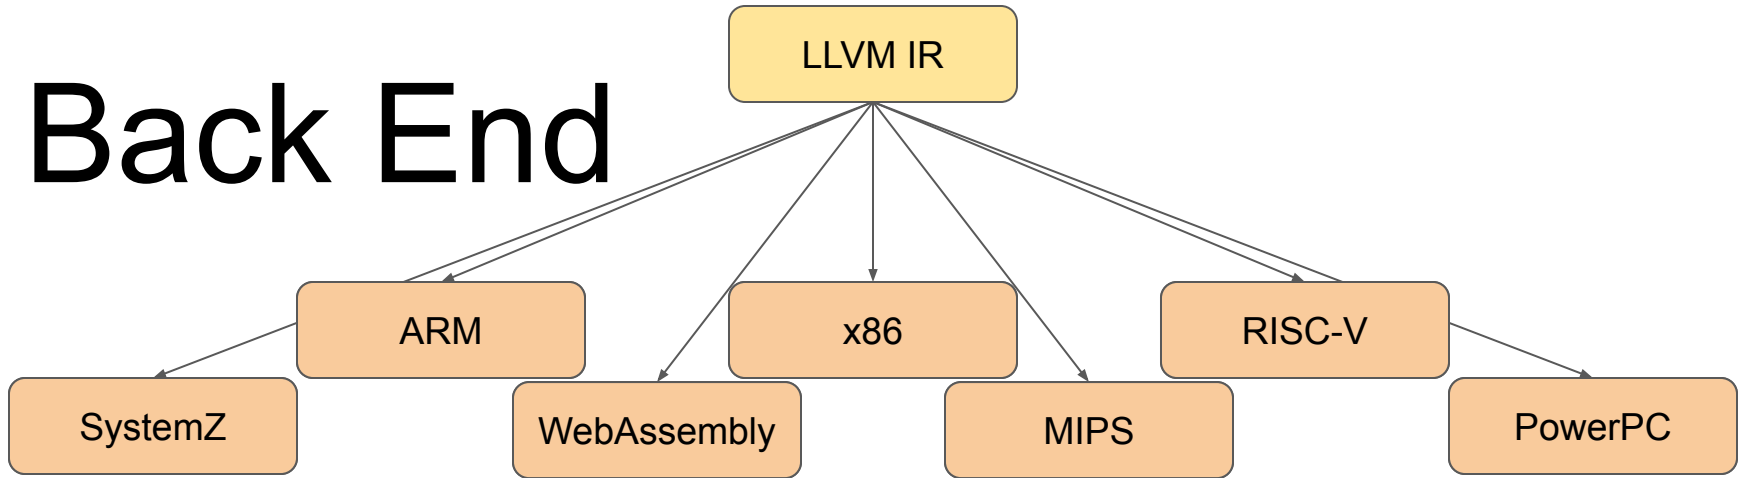 LLVM IR
Back End
ARM
x86
RISC-V
SystemZ
WebAssembly
MIPS
PowerPC